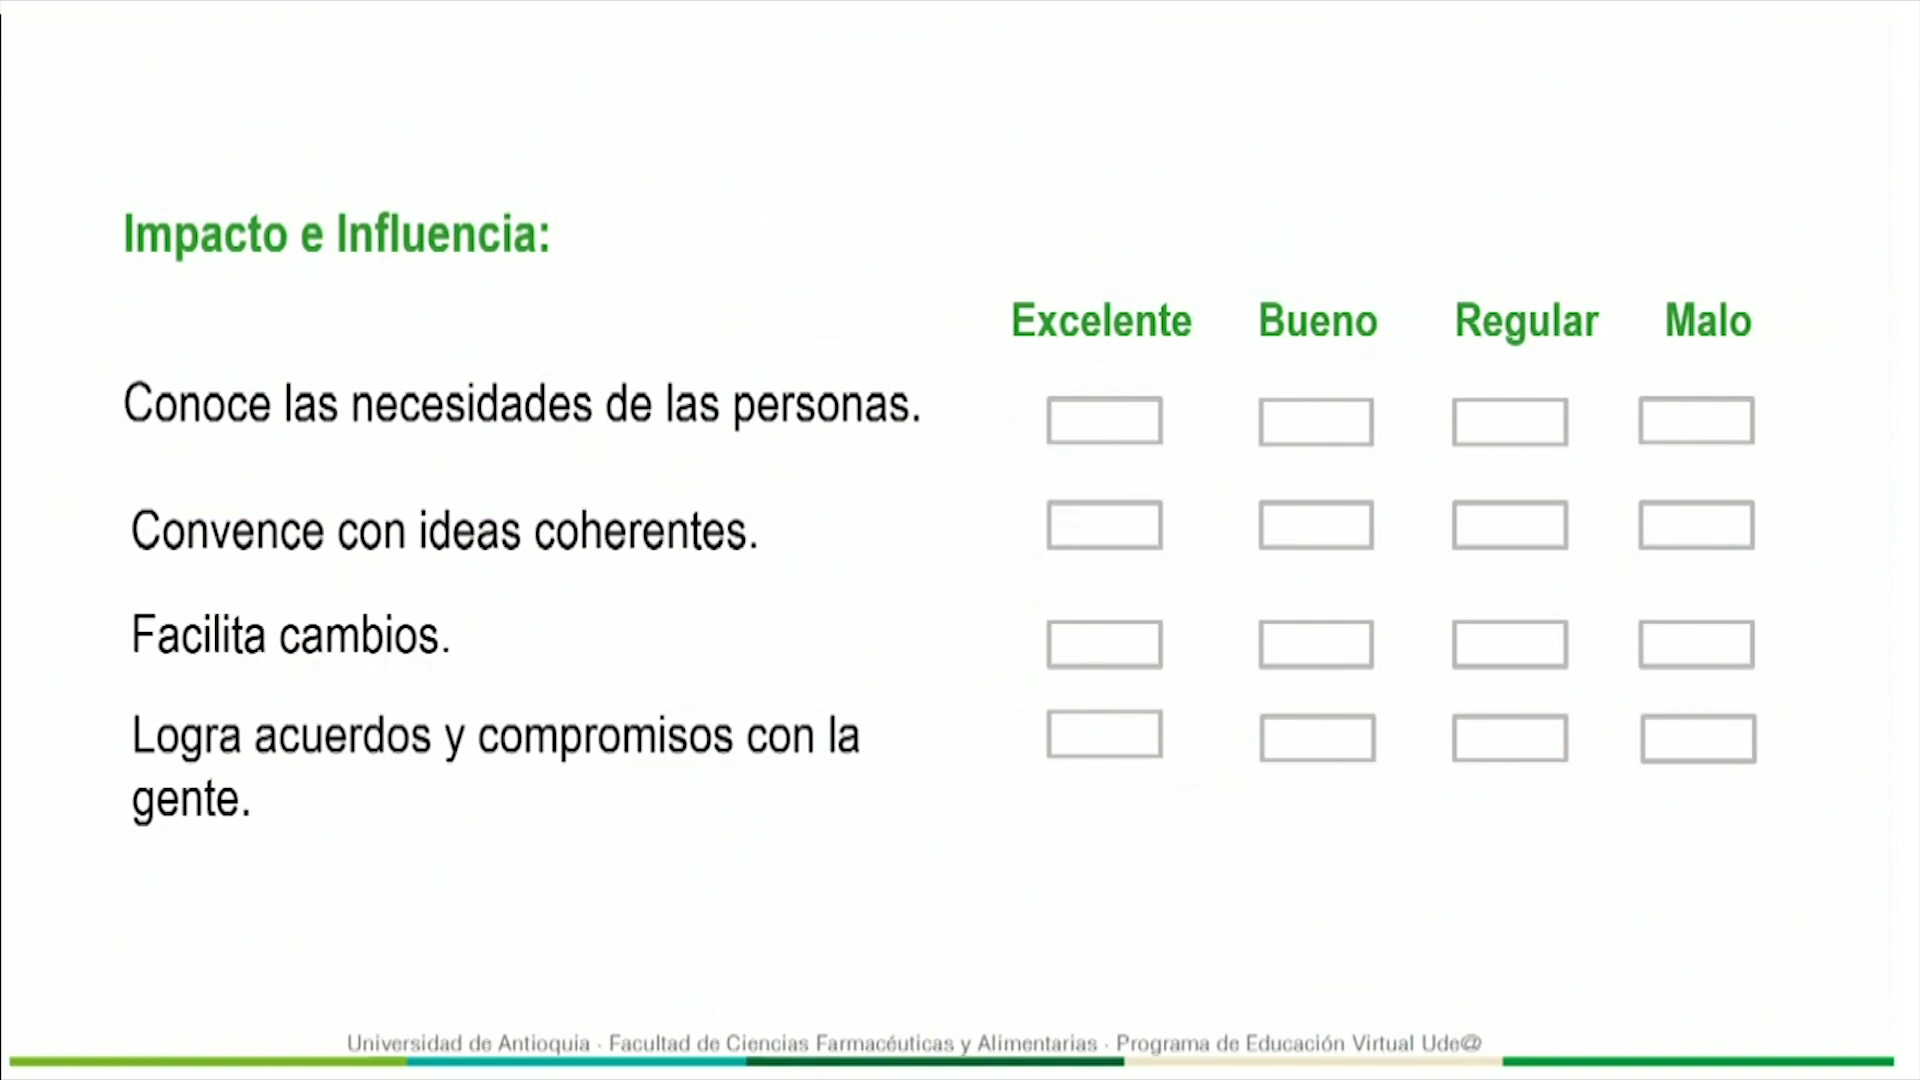 Impacto e Influencia:
Excelente Bueno Regular Malo
Conoce las necesidades de las personas.
Convence con ideas coherentes.
Facilita cambios.
Logra acuerdos y compromisos con la
gente.
Universidad de Antioquia · Facultad de Ciencias Farmacéuticas y Alimentarias · Programa de Educación Virtual Ude@